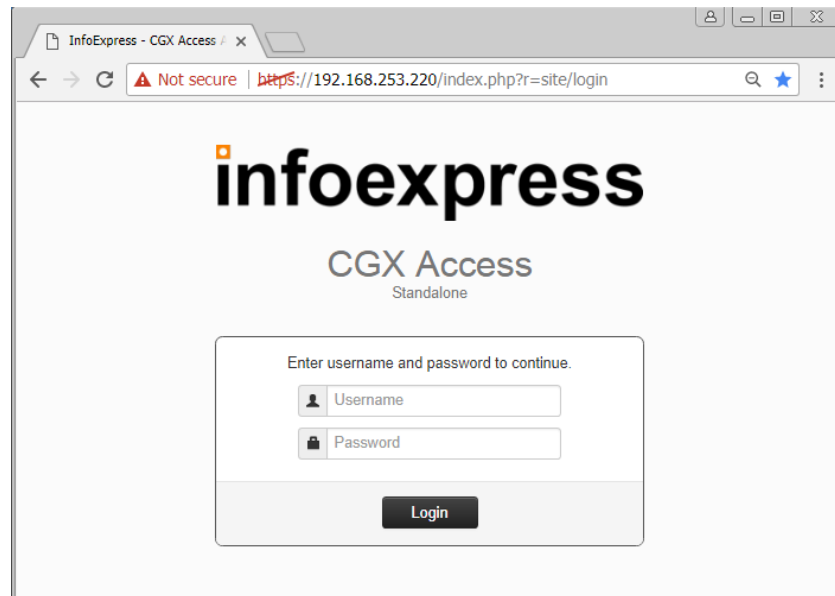 InfoExpress - CGX Access A
Not secure | https://192.168.253.220/index.php?r=site/login
infoexpress
CGX Access
Standalone
Enter username and password to continue.
Username
Password
Login